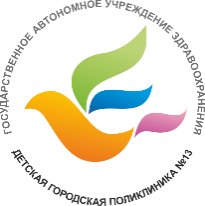 ГОСУДАРСТВЕННОЕ АВТОНОМНОЕ УЧРЕЖДЕНИЕ ЗДРАВООХРАНЕНИЯ
ДЕТСКАЯ ГОРОДСКАЯ ПОЛИКЛИНИКА №13